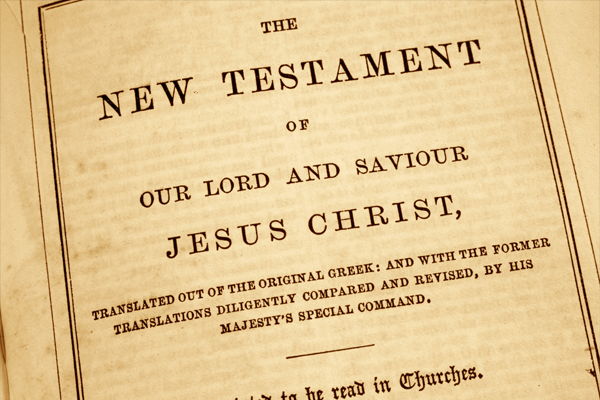 THE
NEW TESTAMENT
OF
OUR LORD AND SAVIOUR
JESUS CHRIST,
TRANSLATED OUT OF THE ORIGINAL GREEK: AND WITH THE FORMER
TRANSLATIONS DILIGENTLY COMPARED AND REVISED, BY HIS
MAJESTY'S SPECIAL COMMAND.
to be read in Churches.